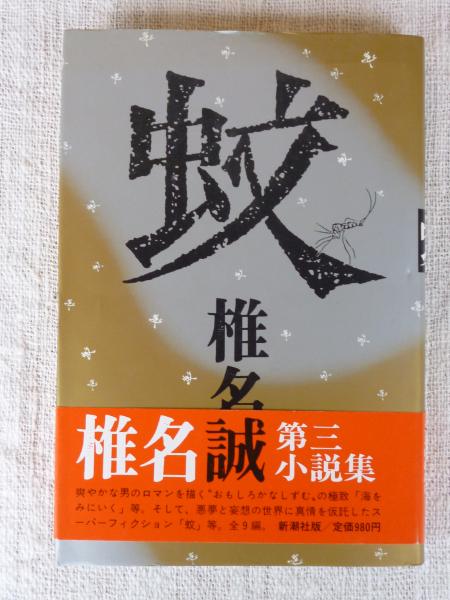 蚊
椎名誠
椎名誠 第三
小説集
爽やかな男のロマンを描く“おもしろかなしずむ”の極致「海を
みにいく」等。そして、悪夢と妄想の世界に真情を仮託したス
ーパーフィクション「蚊」等。全９編。 新潮社版／定価980円